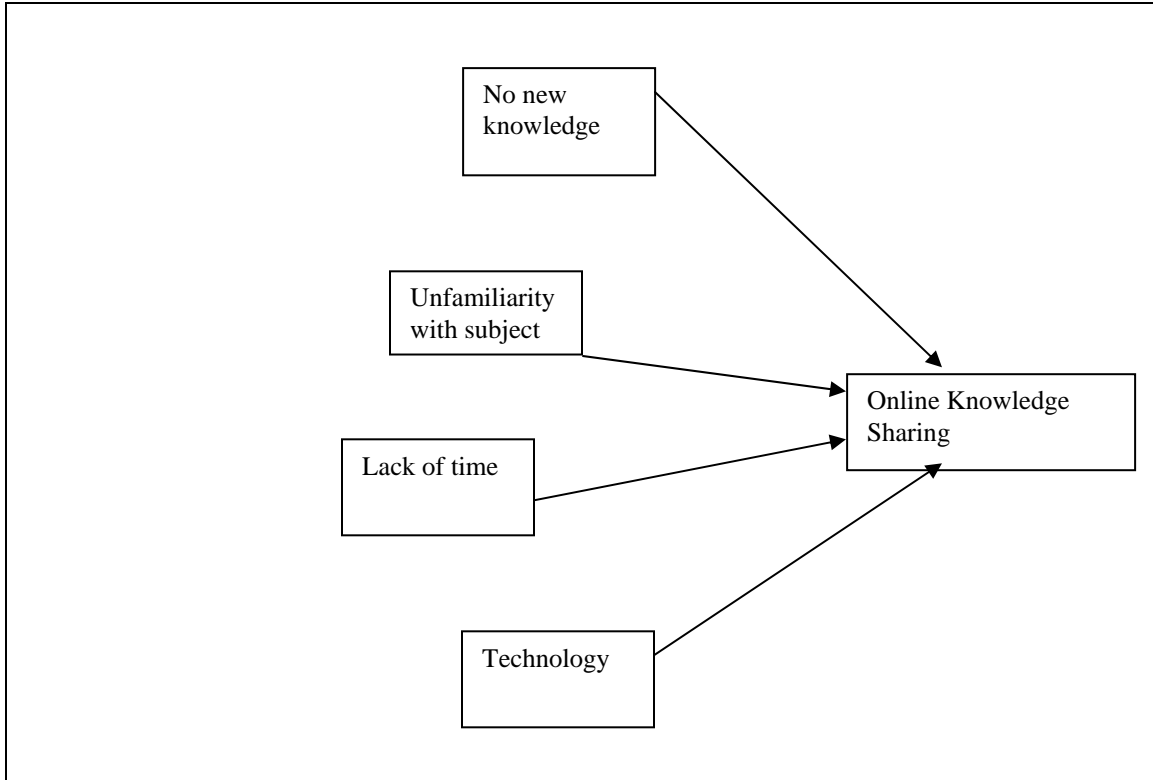 No new
knowledge
Unfamiliarity
with subject
Online Knowledge
Sharing
Lack of time
Technology